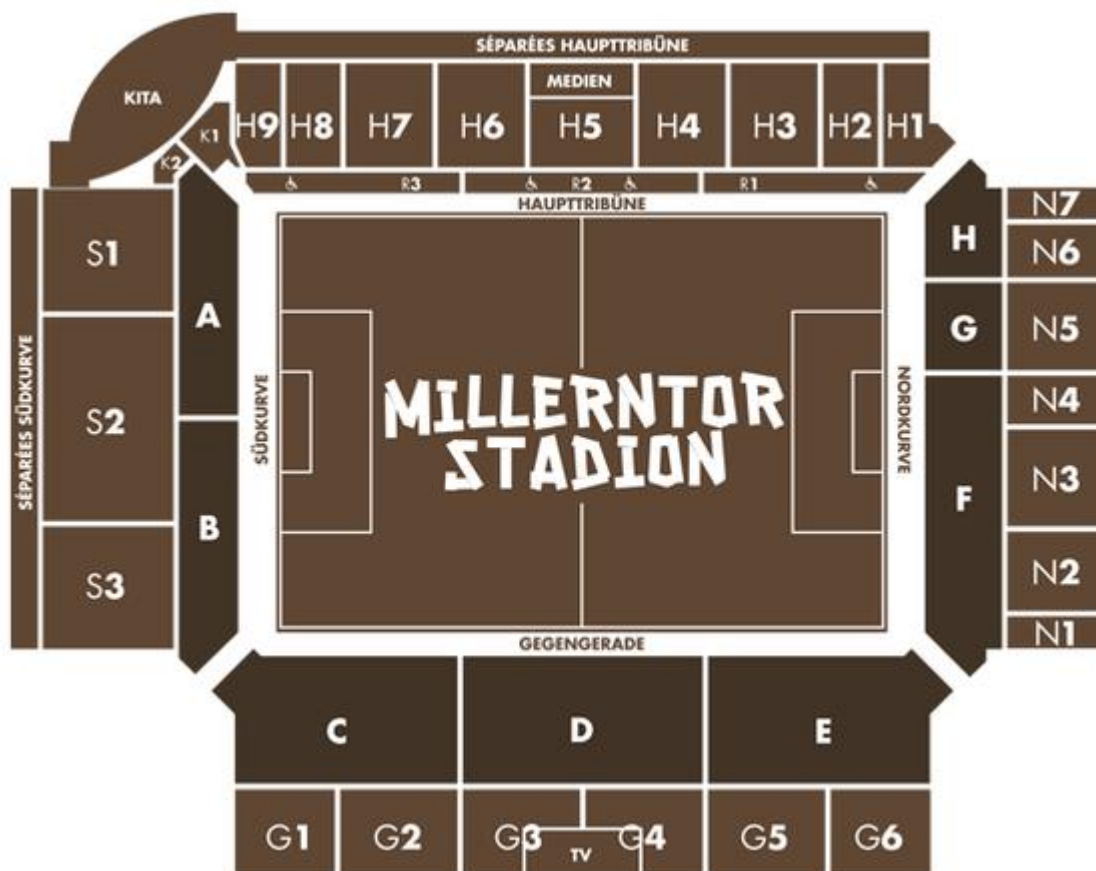 SÉPARÉES HAUPTTRIBÜNE
KITA
MEDIEN
K1
H9 H8 H7 H6 H5 H4 H3 H2 H1
K2
R3 R2 R1
HAUPTTRIBÜNE
SÉPARÉES SÜDKURVE
S1
S2
S3
A
B
SÜDKURVE
MILLERNTOR
STADION
NORDKURVE
H
G
F
N7
N6
N5
N4
N3
N2
N1
GEGENGERADE
C D E
G1 G2 G3 G4 G5 G6
TV